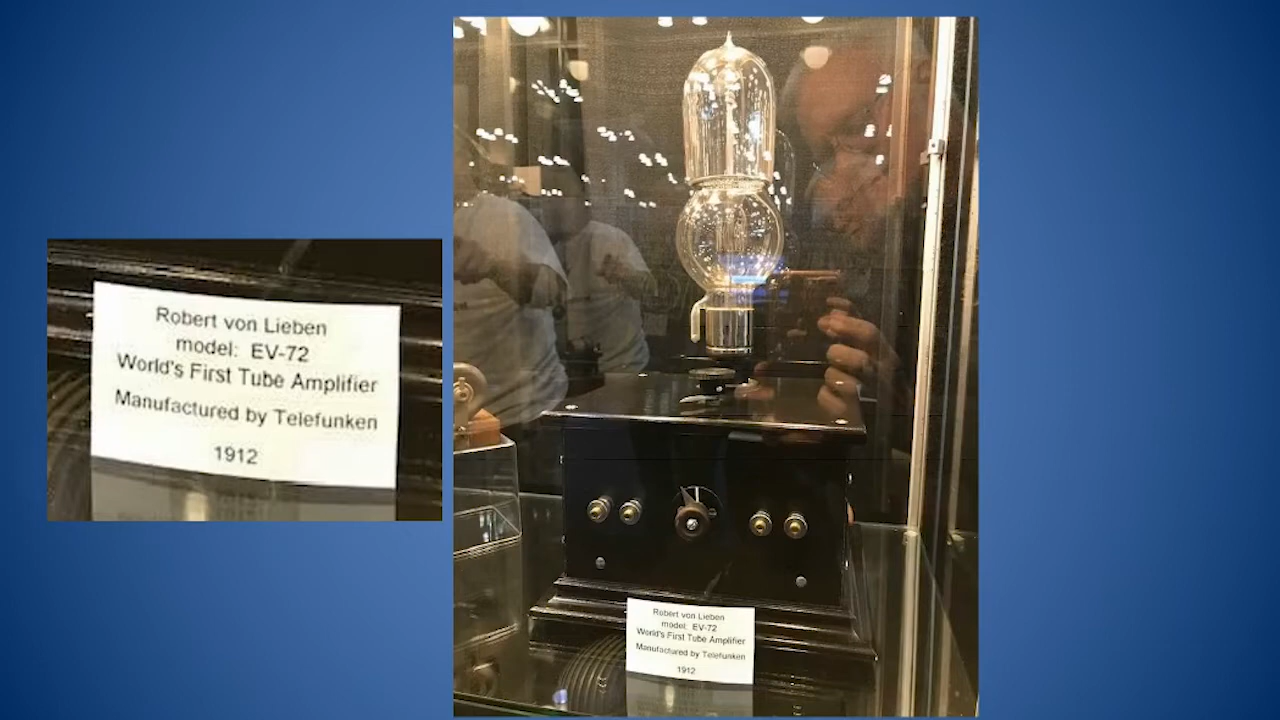 Robert von Lieben
model: EV-72
World's First Tube Amplifier
Manufactured by Telefunken
1912
Robert von Lieben
model: EV-72
World's First Tube Amplifier
Manufactured by Telefunken
1912